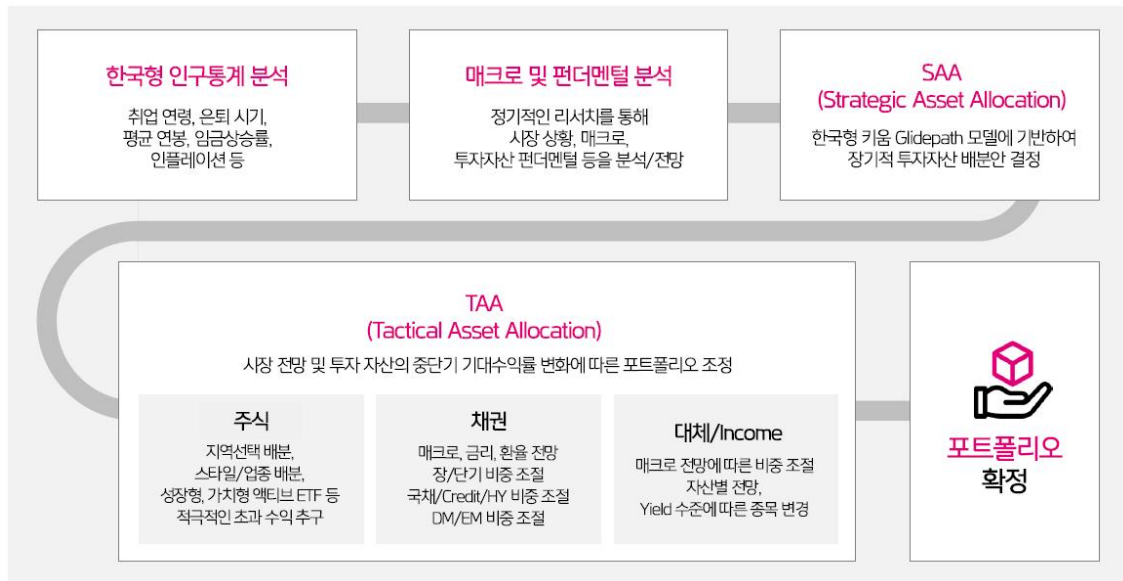 한국형 인구통계 분석
취업 연령, 은퇴 시기,
평균 연봉, 임금상승률,
인플레이션 등
매크로 및 펀더멘털 분석
정기적인 리서치를 통해
시장 상황, 매크로,
투자자산 펀더멘털 등을 분석/전망
SAA
(Strategic Asset Allocation)
한국형 키움 Glidepath 모델에 기반하여
장기적 투자자산 배분안 결정
TAA
(Tactical Asset Allocation)
시장 전망 및 투자 자산의 중단기 기대수익률 변화에 따른 포트폴리오 조정
주식
지역선택 배분,
스타일/업종 배분,
성장형, 가치형 액티브 ETF 등
적극적인 초과 수익 추구
채권
매크로, 금리, 환율 전망
장/단기 비중 조절
국채/Credit/HY 비중 조절
DM/EM 비중 조절
대체/Income
매크로 전망에 따른 비중 조절
자산별 전망,
Yield 수준에 따른 종목 변경
포트폴리오
확정